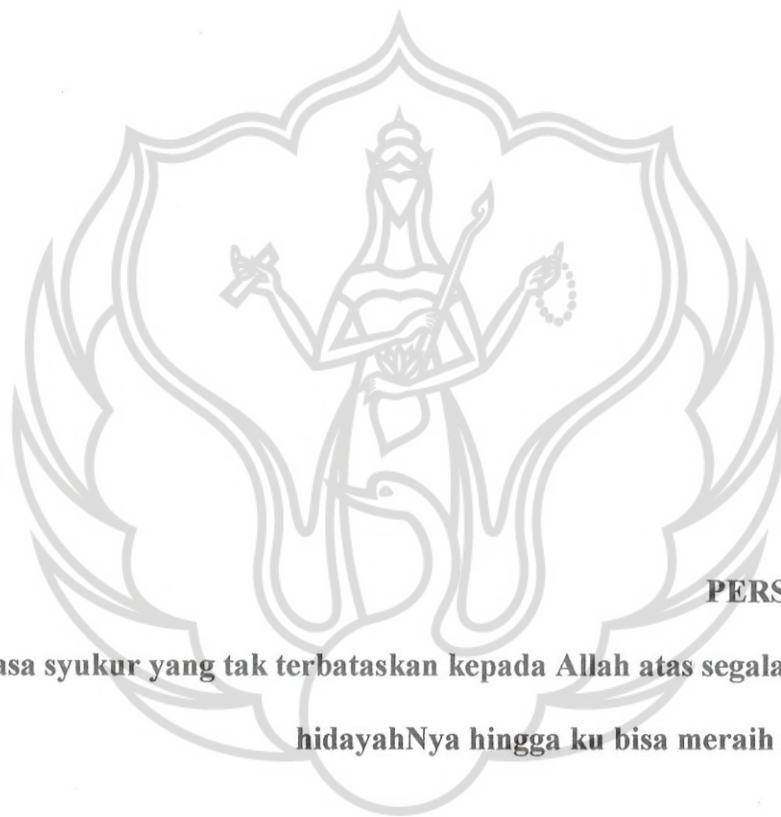 PERS
asa syukur yang tak terbataskan kepada Allah atas segala
hidayahNya hingga ku bisa meraih